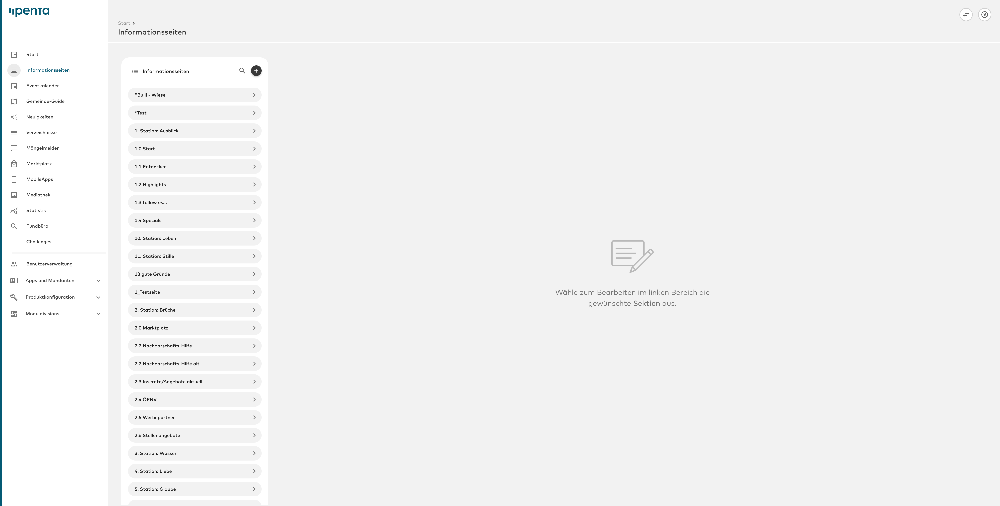 penta
Start
Informationsseiten
Start
Informationsseiten
Eventkalender
Gemeinde-Guide
Neuigkeiten
Verzeichnisse
Mängelmelder
Marktplatz
MobileApps
Mediathek
Statistik
Fundbüro
Challenges
Benutzerverwaltung
Apps und Mandanten
Produktkonfiguration
Moduldivisions
Informationsseiten
"Bulli - Wiese"
*Test
1. Station: Ausblick
1.0 Start
1.1 Entdecken
1.2 Highlights
1.3 follow us...
1.4 Specials
10. Station: Leben
11. Station: Stille
13 gute Gründe
1_Testseite
2. Station: Brüche
2.0 Marktplatz
2.2 Nachbarschafts-Hilfe
2.2 Nachbarschafts-Hilfe alt
2.3 Inserate/Angebote aktuell
2.4 ÖPNV
2.5 Werbepartner
2.6 Stellenangebote
3. Station: Wasser
4. Station: Liebe
5. Station: Glaube
Wähle zum Bearbeiten im linken Bereich die
gewünschte Sektion aus.